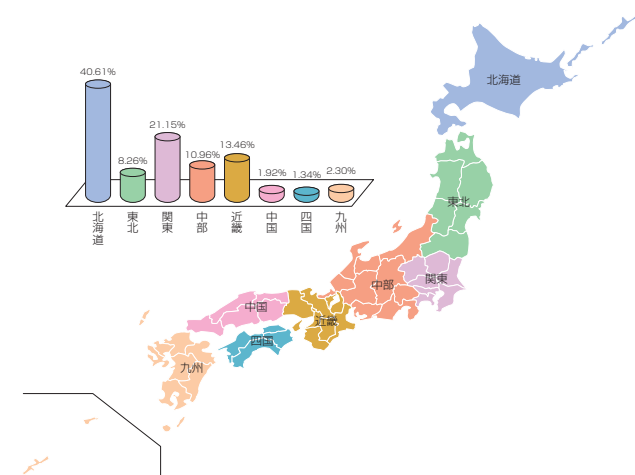 40.61%
8.26%
21.15%
10.96%
13.46%
1.92%
1.34%
2.30%
北海道
東北
関東
中部
近畿
中国
四国
九州
北海道
東北
関東
中部
中国
近畿
四国
九州